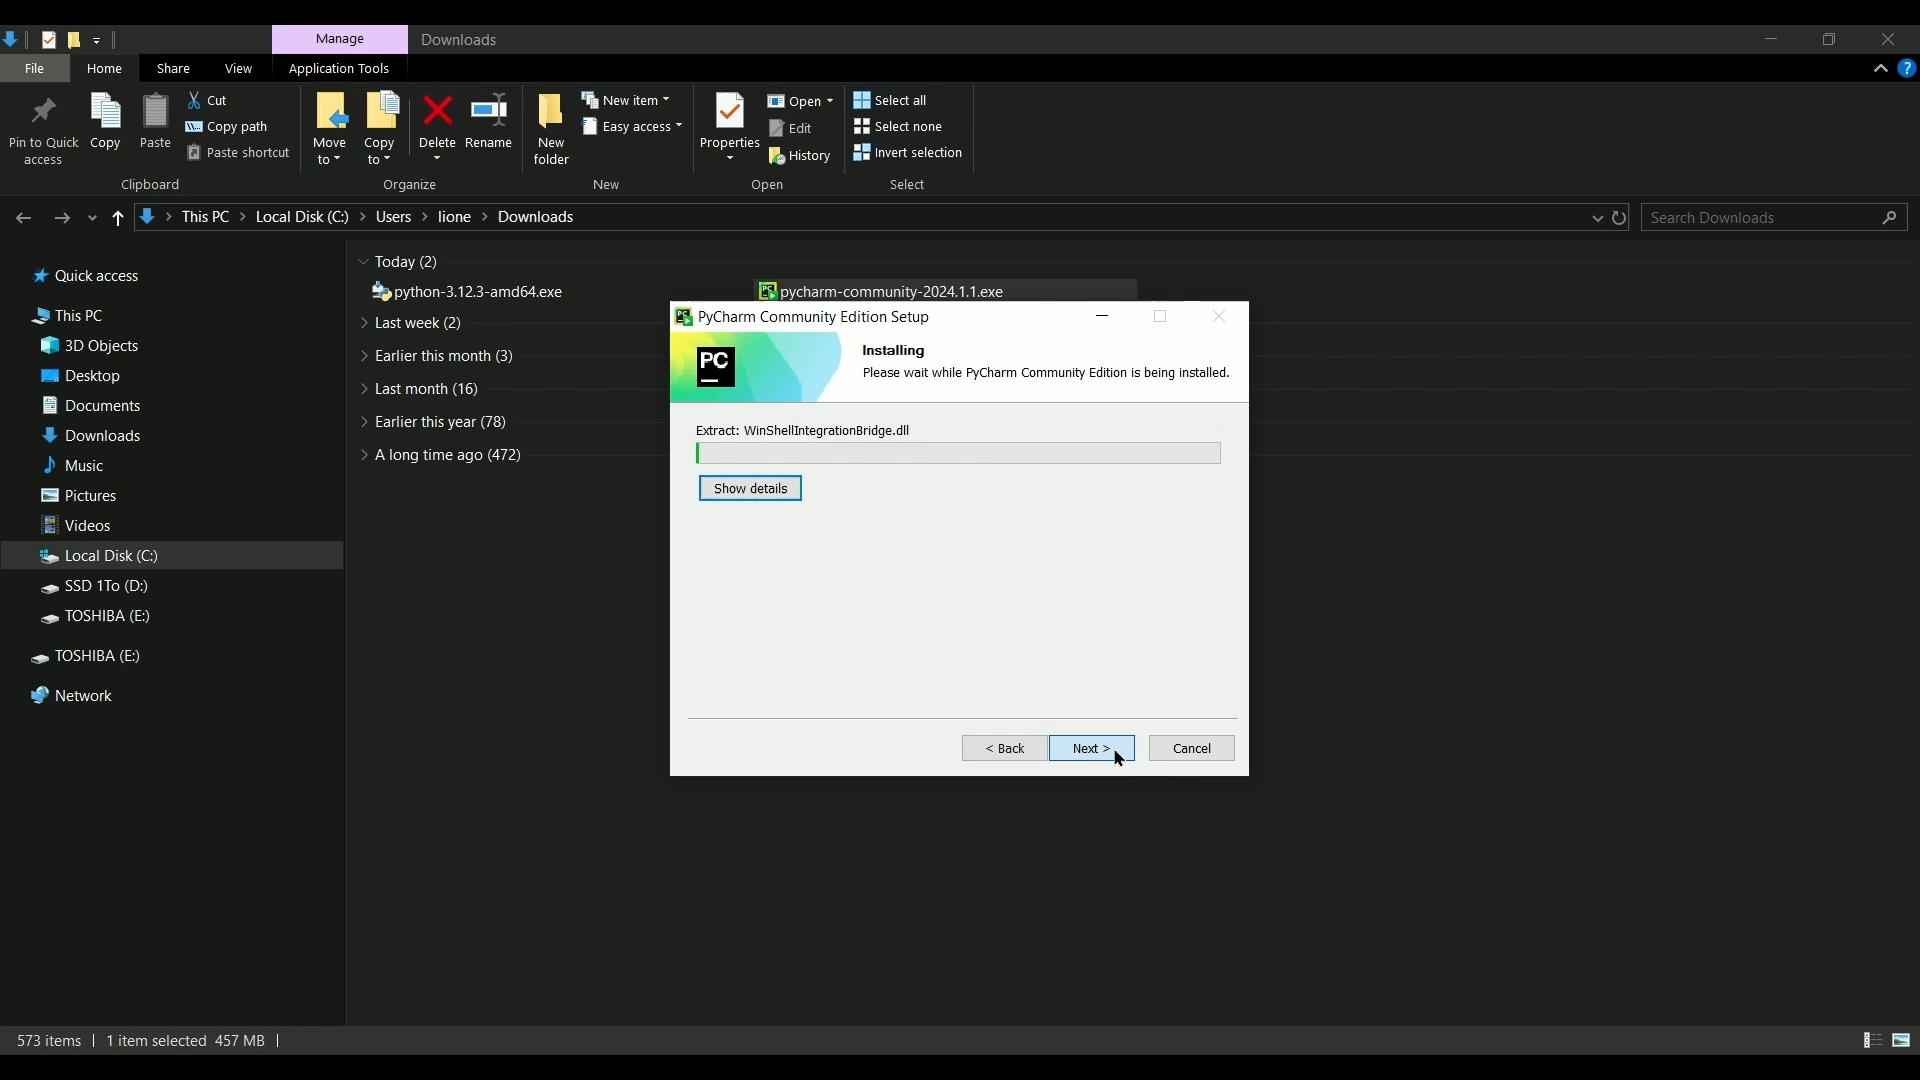 Manage
Downloads
File
Home
Share
View
Application Tools
Pin to Quick access
Copy
Paste
Cut
Copy path
Paste shortcut
Clipboard
Move to
Copy to
Delete
Rename
Organize
New folder
New item
Easy access
New
Properties
Open
Edit
History
Open
Select all
Select none
Invert selection
Select
This PC > Local Disk (C:) > Users > lione > Downloads
Search Downloads
Quick access
This PC
3D Objects
Desktop
Documents
Downloads
Music
Pictures
Videos
Local Disk (C:)
SSD 1To (D:)
TOSHIBA (E:)
TOSHIBA (E:)
Network
Today (2)
python-3.12.3-amd64.exe
pycharm-community-2024.1.1.exe
Last week (2)
Earlier this month (3)
Last month (16)
Earlier this year (78)
A long time ago (472)
PyCharm Community Edition Setup
PC
Installing
Please wait while PyCharm Community Edition is being installed.
Extract: WinShellIntegrationBridge.dll
Show details
< Back
Next >
Cancel
573 items
1 item selected 457 MB